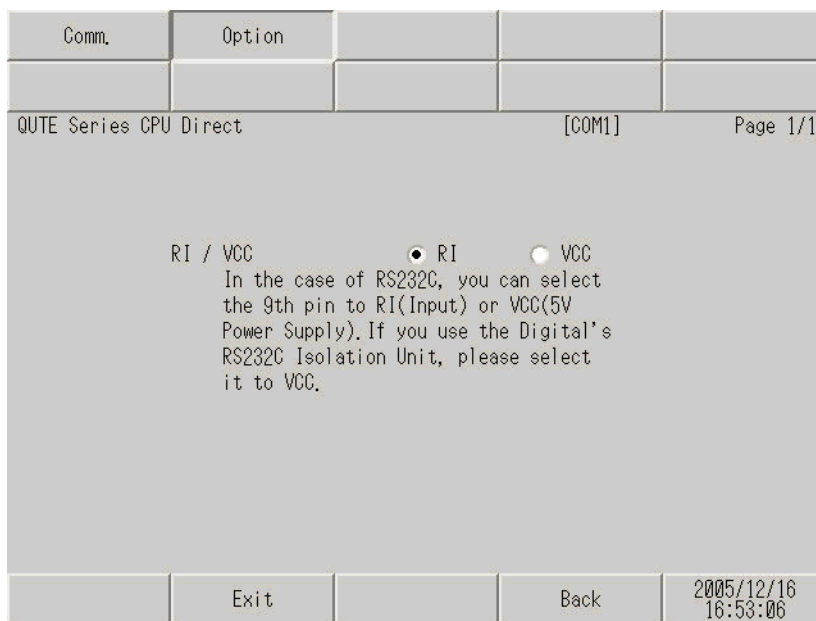 Comm. Option
QUTE Series CPU Direct [COM1] Page 1/1
RI / VCC RI VCC
In the case of RS232C, you can select
the 9th pin to RI(Input) or VCC(5V
Power Supply).If you use the Digital's
RS232C Isolation Unit, please select
it to VCC.
Exit Back 2005/12/16
16:53:06